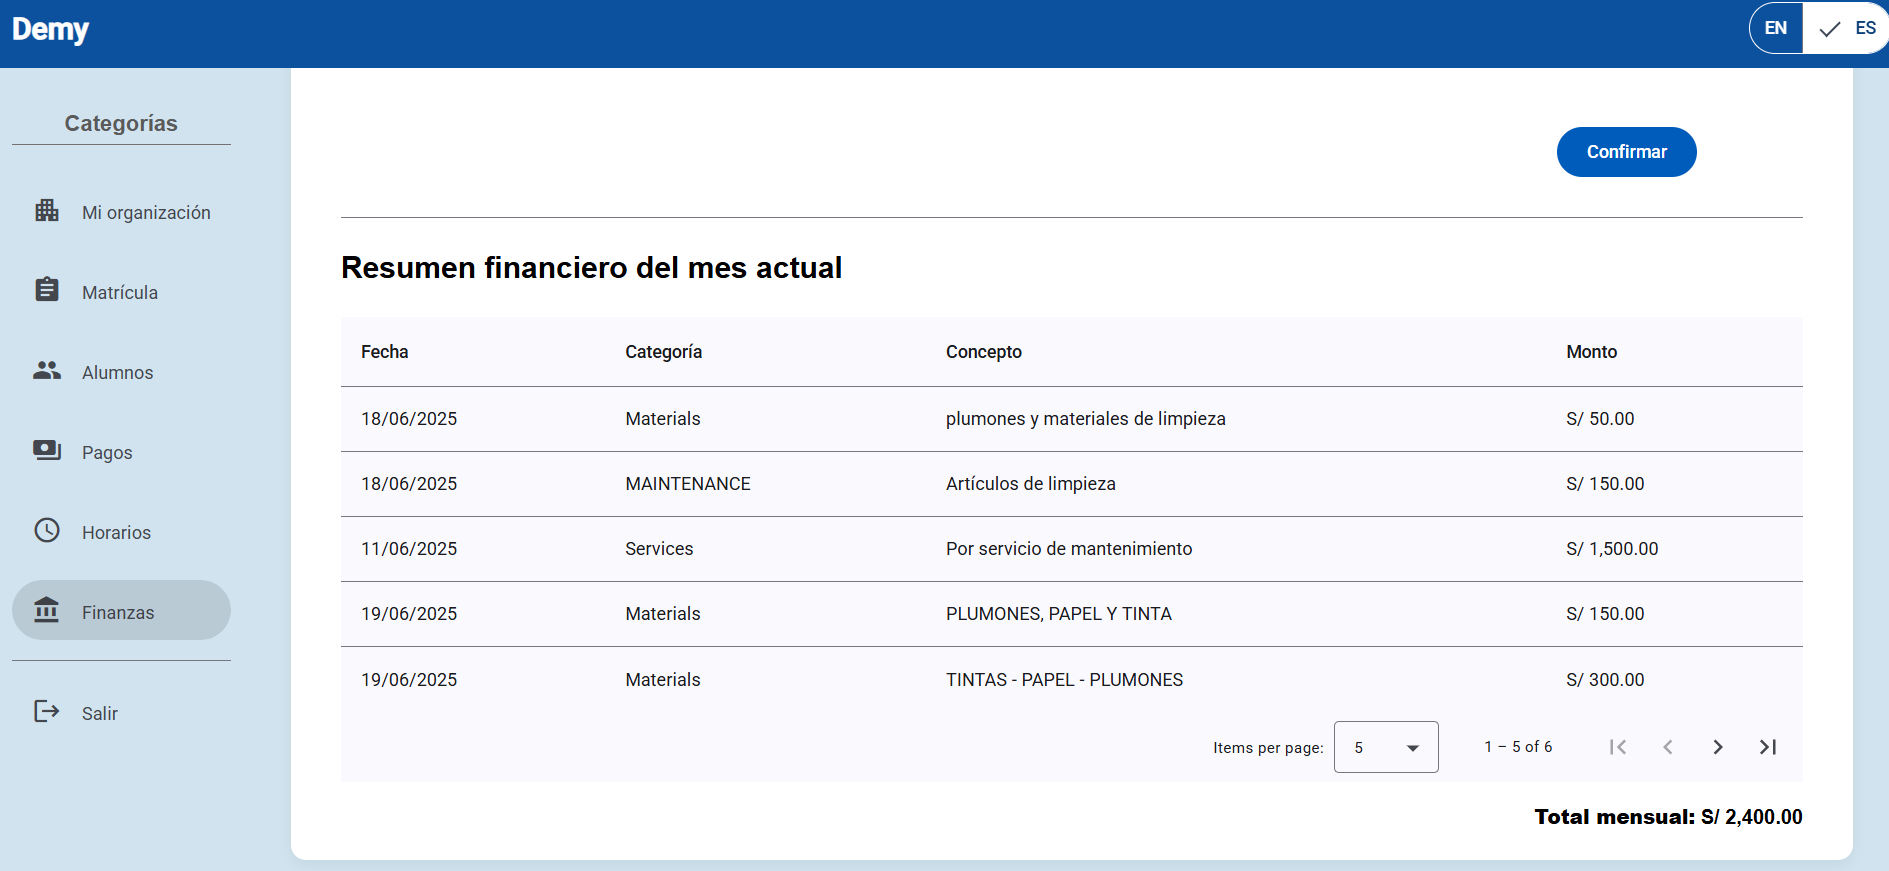 Demy
EN ES
Categorías
Mi organización
Matrícula
Alumnos
Pagos
Horarios
Finanzas
Salir
Confirmar
Resumen financiero del mes actual
Fecha Categoría Concepto Monto
18/06/2025 Materials plumones y materiales de limpieza S/ 50.00
18/06/2025 MAINTENANCE Artículos de limpieza S/ 150.00
11/06/2025 Services Por servicio de mantenimiento S/ 1,500.00
19/06/2025 Materials PLUMONES, PAPEL Y TINTA S/ 150.00
19/06/2025 Materials TINTAS - PAPEL - PLUMONES S/ 300.00
Items per page: 5 1 – 5 of 6
Total mensual: S/ 2,400.00